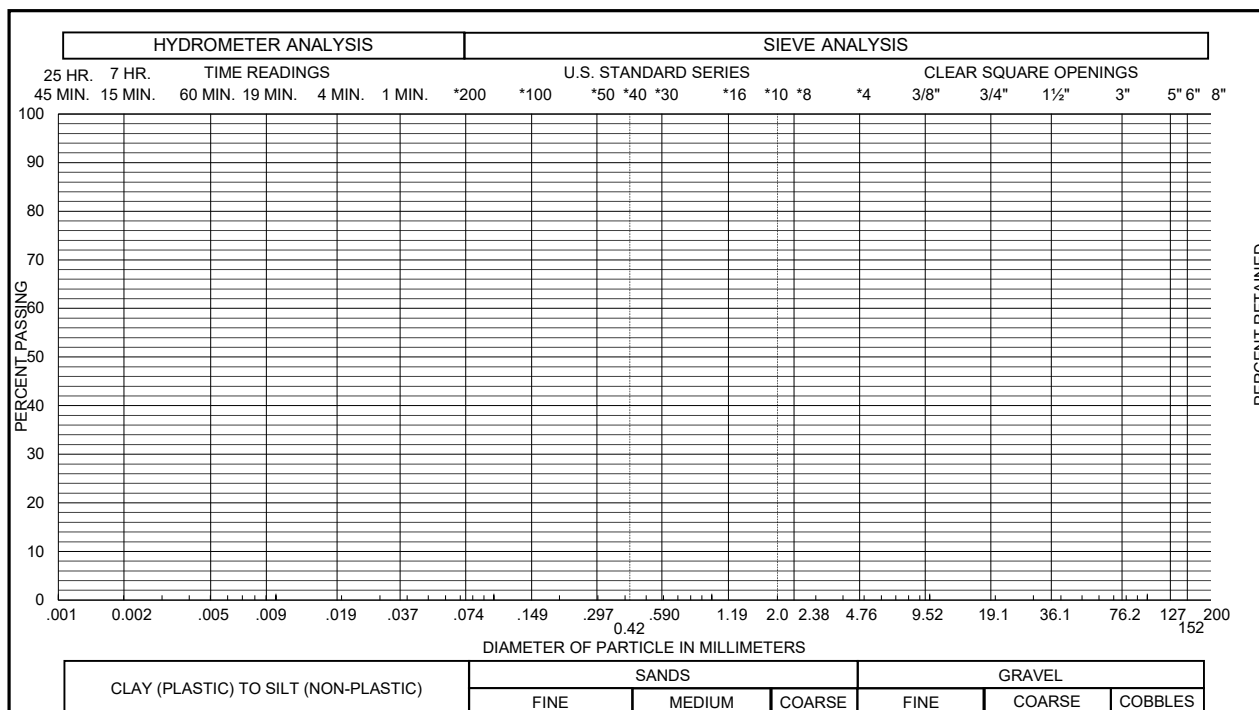 HYDROMETER ANALYSIS SIEVE ANALYSIS
25 HR. 7 HR. TIME READINGS U.S. STANDARD SERIES CLEAR SQUARE OPENINGS
45 MIN. 15 MIN. 60 MIN. 19 MIN. 4 MIN. 1 MIN. *200 *100 *50 *40 *30 *16 *10 *8 *4 3/8" 3/4" 1½" 3" 5" 6" 8"
100
90
80
70
60
50
40
30
20
10
0
PERCENT PASSING
PERCENT RETAINED
.001 0.002 .005 .009 .019 .037 .074 .149 .297 .590 1.19 2.0 2.38 4.76 9.52 19.1 36.1 76.2 127 200
0.42 152
DIAMETER OF PARTICLE IN MILLIMETERS
CLAY (PLASTIC) TO SILT (NON-PLASTIC) SANDS GRAVEL
FINE MEDIUM COARSE FINE COARSE COBBLES